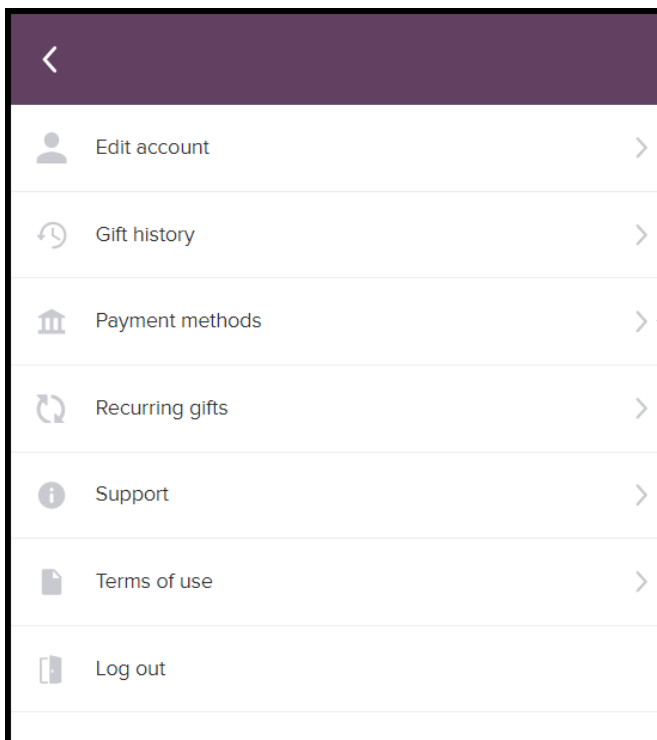 Edit account
Gift history
Payment methods
Recurring gifts
Support
Terms of use
Log out